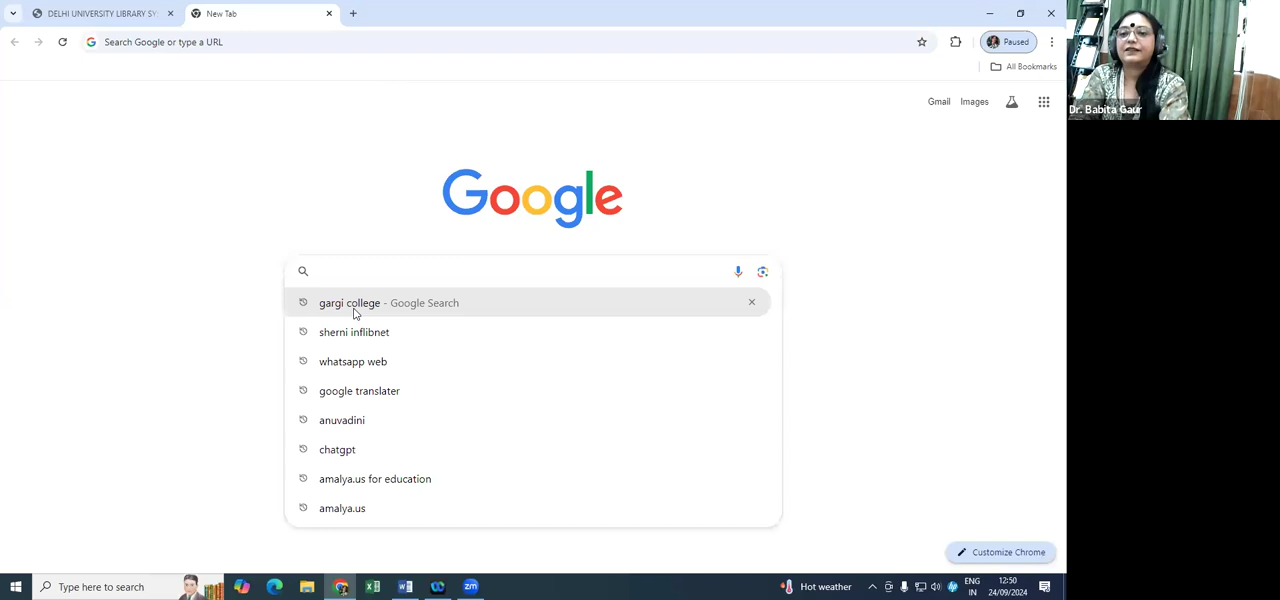 DELHI UNIVERSITY LIBRARY SY
New Tab
Search Google or type a URL
Paused
All Bookmarks
Gmail
Images
Google
gargi college - Google Search
sherni inflibnet
whatsapp web
google translater
anuvadini
chatgpt
amalya.us for education
amalya.us
Customize Chrome
Type here to search
zm
Hot weather
ENG
IN
12:50
24/09/2024
Dr. Babita Gaur